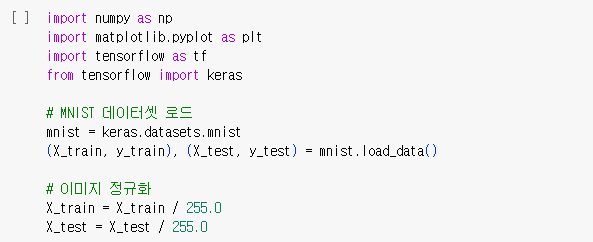 [ ] import numpy as np
import matplotlib.pyplot as plt
import tensorflow as tf
from tensorflow import keras
# MNIST 데이터셋 로드
mnist = keras.datasets.mnist
(X_train, y_train), (X_test, y_test) = mnist.load_data()
# 이미지 정규화
X_train = X_train / 255.0
X_test = X_test / 255.0